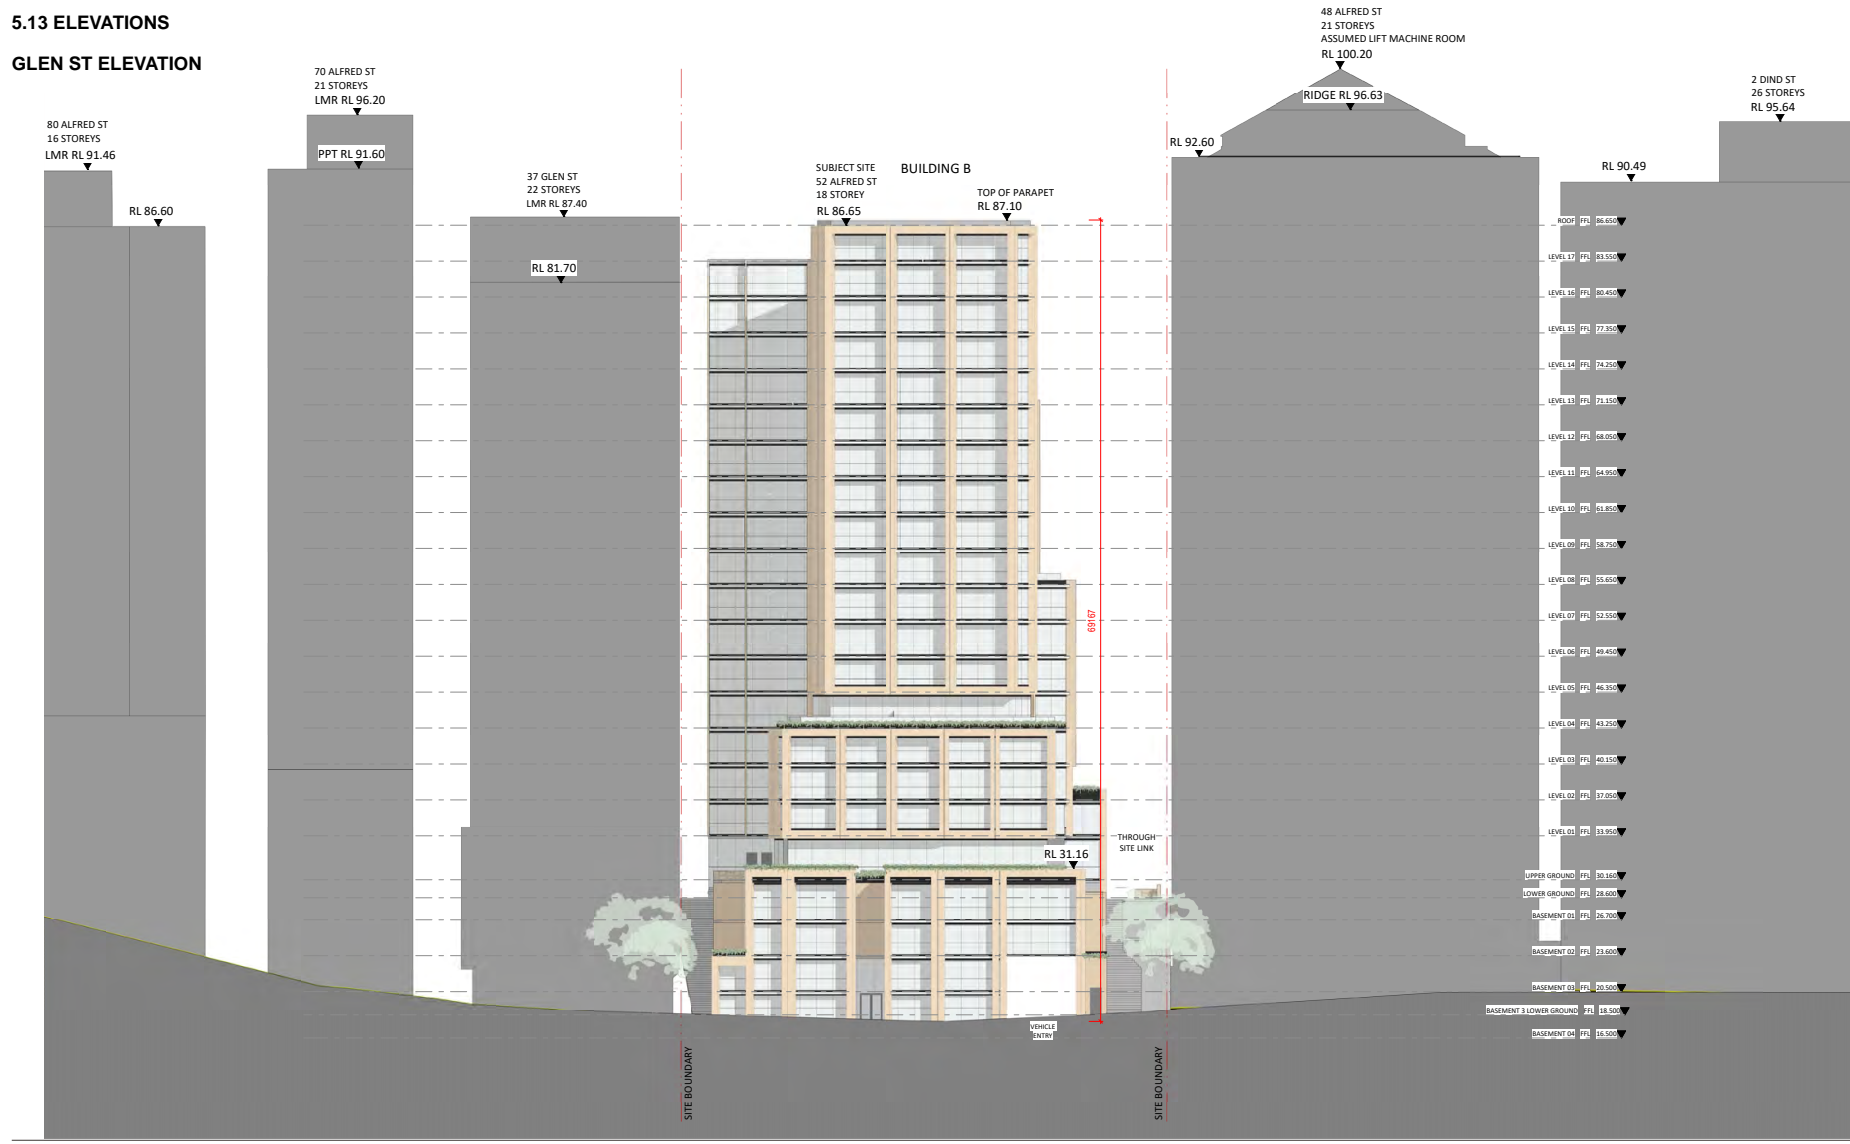 5.13 ELEVATIONS
GLEN ST ELEVATION
80 ALFRED ST
16 STOREYS
LMR RL 91.46
RL 86.60
70 ALFRED ST
21 STOREYS
LMR RL 96.20
PPT RL 91.60
37 GLEN ST
22 STOREYS
LMR RL 87.40
RL 81.70
SUBJECT SITE
52 ALFRED ST
18 STOREY
RL 86.65
BUILDING B
TOP OF PARAPET
RL 87.10
48 ALFRED ST
21 STOREYS
ASSUMED LIFT MACHINE ROOM
RL 100.20
RIDGE RL 96.63
RL 92.60
2 DIND ST
26 STOREYS
RL 95.64
RL 90.49
ROOF FFL 86.650
LEVEL 17 FFL 83.550
LEVEL 16 FFL 80.450
LEVEL 15 FFL 77.350
LEVEL 14 FFL 74.250
LEVEL 13 FFL 71.150
LEVEL 12 FFL 68.050
LEVEL 11 FFL 64.950
LEVEL 10 FFL 61.850
LEVEL 09 FFL 58.750
LEVEL 08 FFL 55.650
LEVEL 07 FFL 52.550
LEVEL 06 FFL 49.450
LEVEL 05 FFL 46.350
LEVEL 04 FFL 43.250
LEVEL 03 FFL 40.150
LEVEL 02 FFL 37.050
LEVEL 01 FFL 33.950
UPPER GROUND FFL 30.160
LOWER GROUND FFL 28.600
BASEMENT 01 FFL 26.700
BASEMENT 02 FFL 23.600
BASEMENT 03 FFL 20.500
BASEMENT 3 LOWER GROUND FFL 18.500
BASEMENT 04 FFL 16.500
69167
THROUGH
SITE LINK
RL 31.16
VEHICLE
ENTRY
SITE BOUNDARY
SITE BOUNDARY